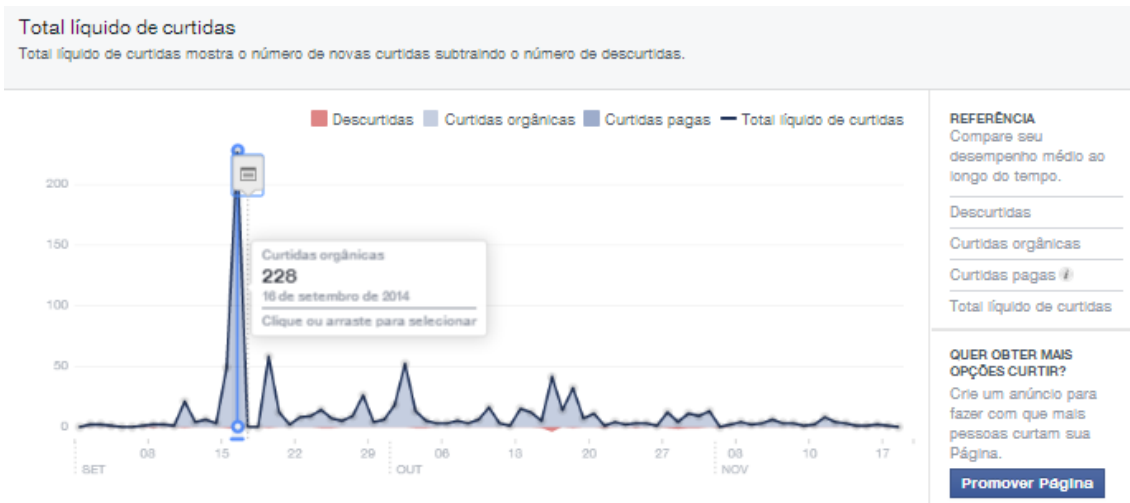 Total líquido de curtidas
Total líquido de curtidas mostra o número de novas curtidas subtraindo o número de descurtidas.
Descurtidas Curtidas orgânicas Curtidas pagas Total líquido de curtidas
200
150
100
50
0
Curtidas orgânicas
228
16 de setembro de 2014
Clique ou arraste para selecionar
08 15 22 29 06 13 20 27 03 10 17
SET OUT NOV
REFERÊNCIA
Compare seu
desempenho médio ao
longo do tempo.
Descurtidas
Curtidas orgânicas
Curtidas pagas i
Total líquido de curtidas
QUER OBTER MAIS
OPÇÕES CURTIR?
Crie um anúncio para
fazer com que mais
pessoas curtam sua
Página.
Promover Página